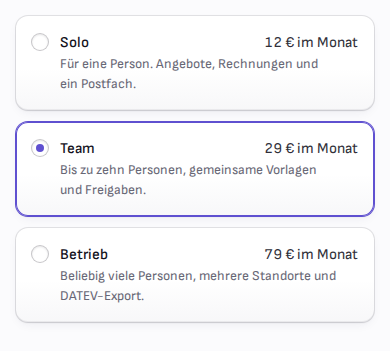 Solo 12 € im Monat
Für eine Person. Angebote, Rechnungen und
ein Postfach.
Team 29 € im Monat
Bis zu zehn Personen, gemeinsame Vorlagen
und Freigaben.
Betrieb 79 € im Monat
Beliebig viele Personen, mehrere Standorte und
DATEV-Export.